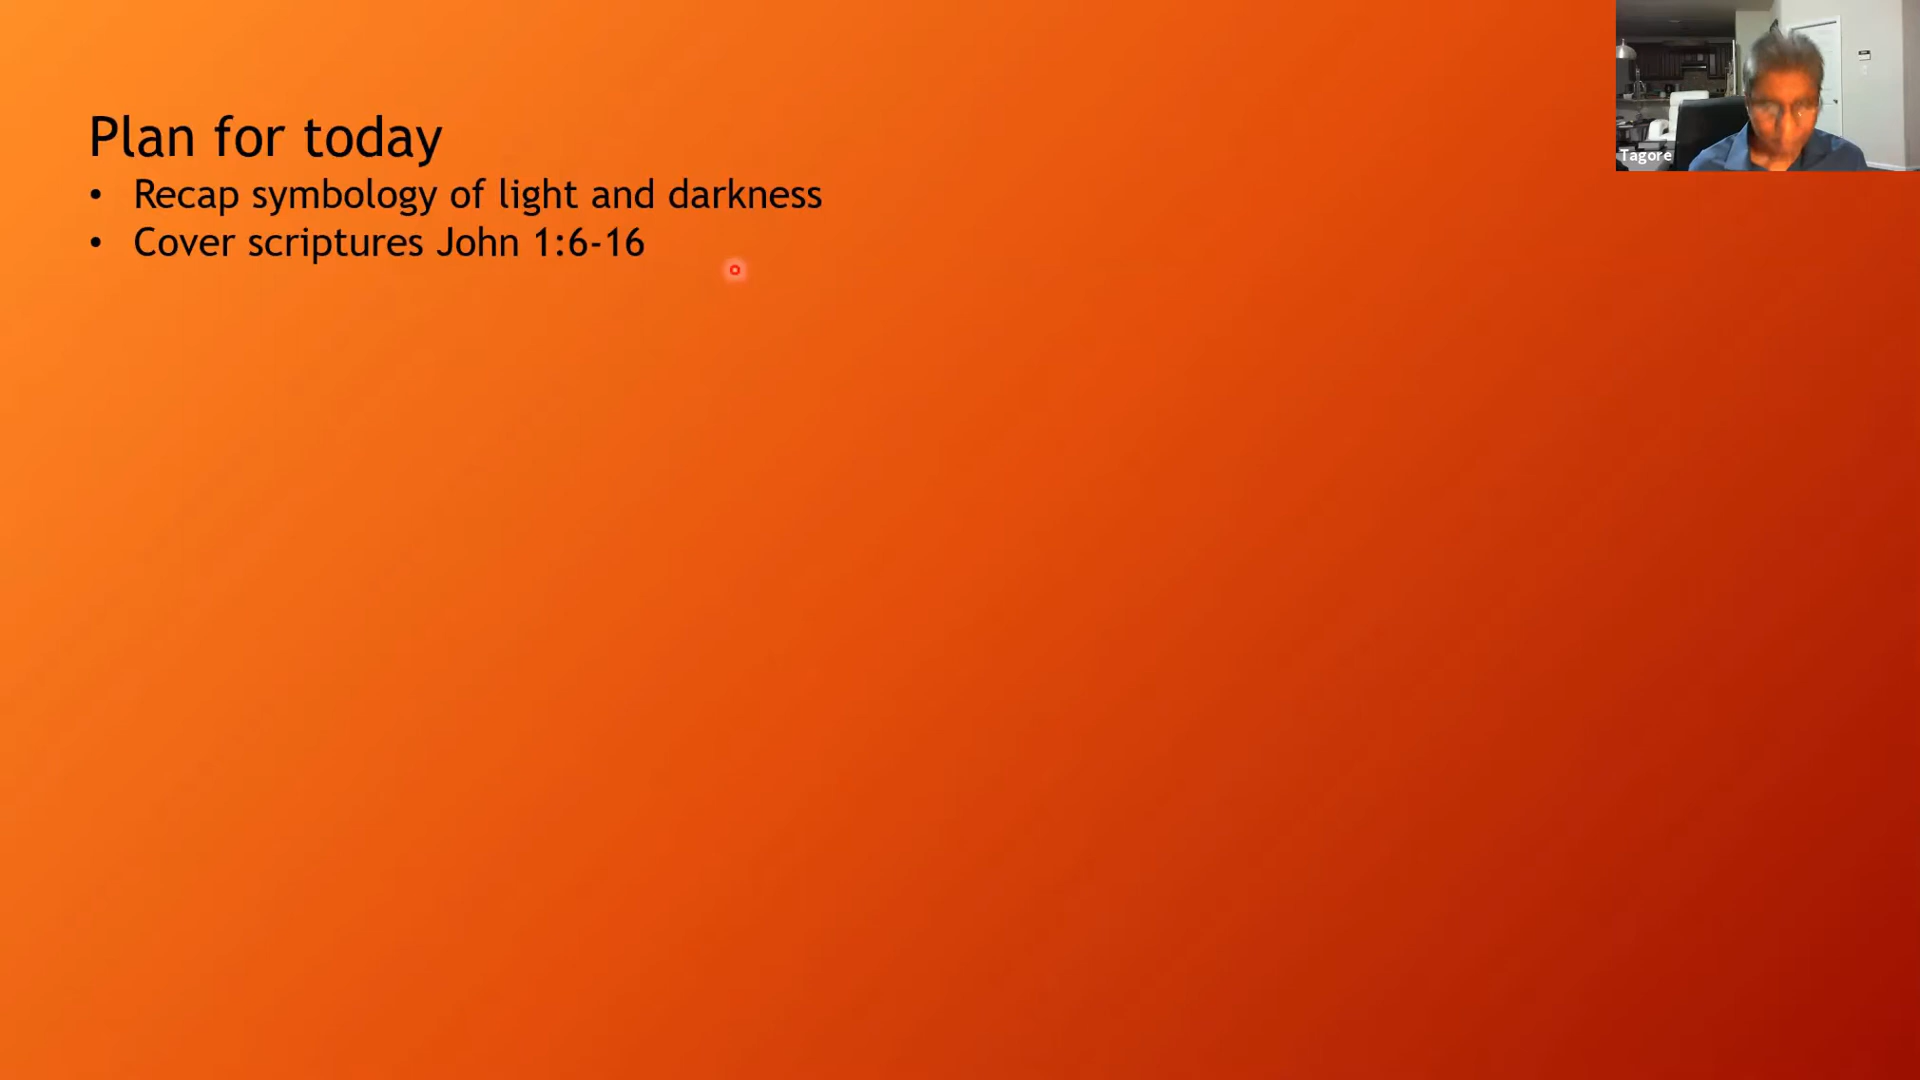 Plan for today
• Recap symbology of light and darkness
• Cover scriptures John 1:6-16
Tagore